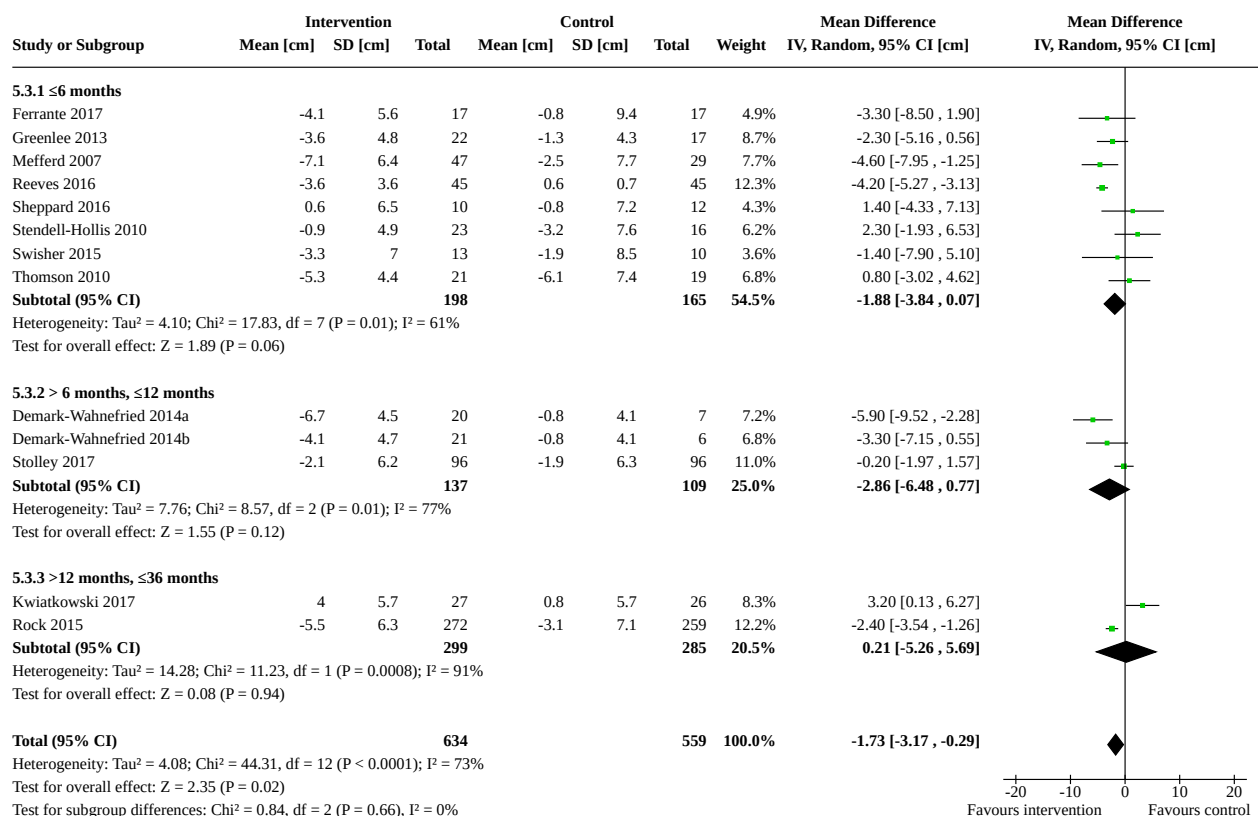 Intervention Control Mean Difference Mean Difference
Study or Subgroup Mean [cm] SD [cm] Total Mean [cm] SD [cm] Total Weight IV, Random, 95% CI [cm] IV, Random, 95% CI [cm]
5.3.1 ≤6 months
Ferrante 2017 -4.1 5.6 17 -0.8 9.4 17 4.9% -3.30 [-8.50 , 1.90]
Greenlee 2013 -3.6 4.8 22 -1.3 4.3 17 8.7% -2.30 [-5.16 , 0.56]
Mefferd 2007 -7.1 6.4 47 -2.5 7.7 29 7.7% -4.60 [-7.95 , -1.25]
Reeves 2016 -3.6 3.6 45 0.6 0.7 45 12.3% -4.20 [-5.27 , -3.13]
Sheppard 2016 0.6 6.5 10 -0.8 7.2 12 4.3% 1.40 [-4.33 , 7.13]
Stendell-Hollis 2010 -0.9 4.9 23 -3.2 7.6 16 6.2% 2.30 [-1.93 , 6.53]
Swisher 2015 -3.3 7 13 -1.9 8.5 10 3.6% -1.40 [-7.90 , 5.10]
Thomson 2010 -5.3 4.4 21 -6.1 7.4 19 6.8% 0.80 [-3.02 , 4.62]
Subtotal (95% CI) 198 165 54.5% -1.88 [-3.84 , 0.07]
Heterogeneity: Tau² = 4.10; Chi² = 17.83, df = 7 (P = 0.01); I² = 61%
Test for overall effect: Z = 1.89 (P = 0.06)
5.3.2 > 6 months, ≤12 months
Demark-Wahnefried 2014a -6.7 4.5 20 -0.8 4.1 7 7.2% -5.90 [-9.52 , -2.28]
Demark-Wahnefried 2014b -4.1 4.7 21 -0.8 4.1 6 6.8% -3.30 [-7.15 , 0.55]
Stolley 2017 -2.1 6.2 96 -1.9 6.3 96 11.0% -0.20 [-1.97 , 1.57]
Subtotal (95% CI) 137 109 25.0% -2.86 [-6.48 , 0.77]
Heterogeneity: Tau² = 7.76; Chi² = 8.57, df = 2 (P = 0.01); I² = 77%
Test for overall effect: Z = 1.55 (P = 0.12)
5.3.3 >12 months, ≤36 months
Kwiatkowski 2017 4 5.7 27 0.8 5.7 26 8.3% 3.20 [0.13 , 6.27]
Rock 2015 -5.5 6.3 272 -3.1 7.1 259 12.2% -2.40 [-3.54 , -1.26]
Subtotal (95% CI) 299 285 20.5% 0.21 [-5.26 , 5.69]
Heterogeneity: Tau² = 14.28; Chi² = 11.23, df = 1 (P = 0.0008); I² = 91%
Test for overall effect: Z = 0.08 (P = 0.94)
Total (95% CI) 634 559 100.0% -1.73 [-3.17 , -0.29]
Heterogeneity: Tau² = 4.08; Chi² = 44.31, df = 12 (P < 0.0001); I² = 73%
Test for overall effect: Z = 2.35 (P = 0.02)
-20 -10 0 10 20
Test for subgroup differences: Chi² = 0.84, df = 2 (P = 0.66), I² = 0%
Favours intervention Favours control